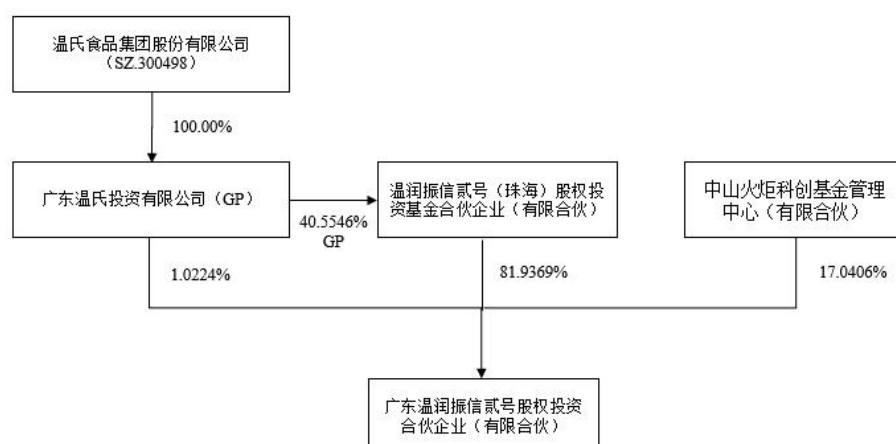 温氏食品集团股份有限公司
（SZ.300498）
100.00%
广东温氏投资有限公司（GP）
40.5546%
GP
温润振信贰号（珠海）股权投
资基金合伙企业（有限合伙）
中山火炬科创基金管理
中心（有限合伙）
1.0224%
81.9369%
17.0406%
广东温润振信贰号股权投资
合伙企业（有限合伙）